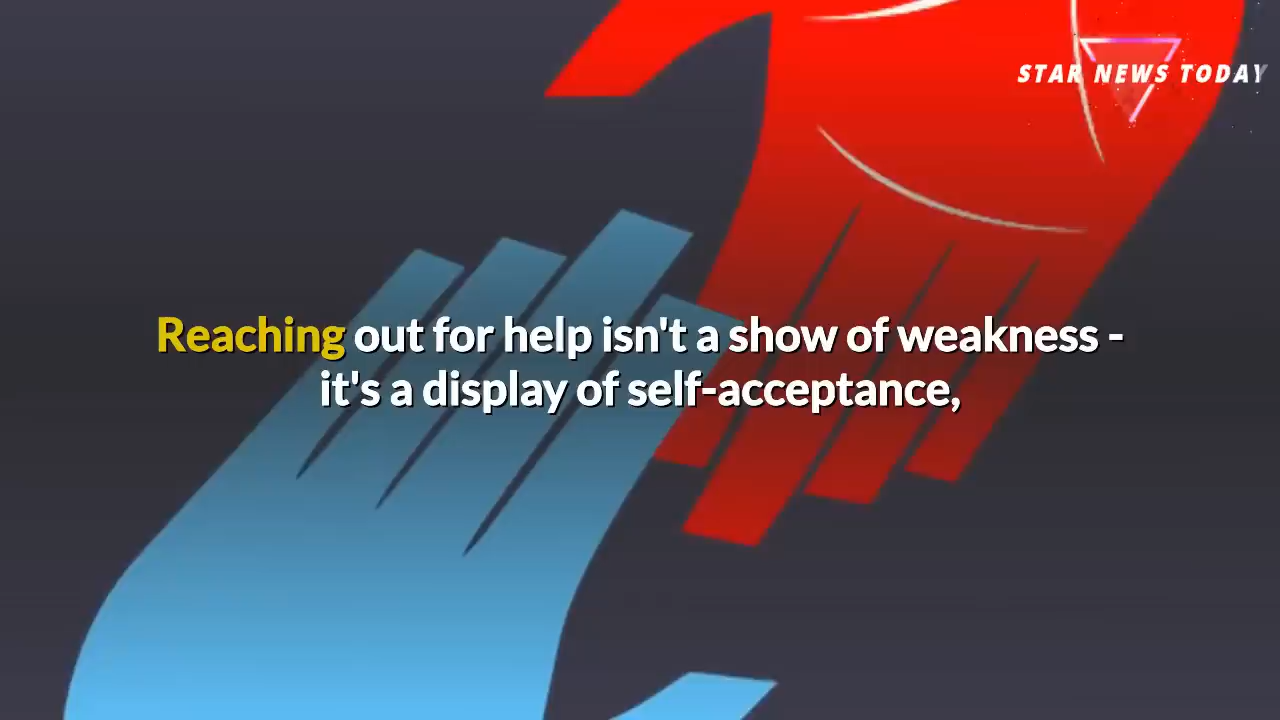 STAR NEWS TODAY
Reaching out for help isn't a show of weakness -
it's a display of self-acceptance,